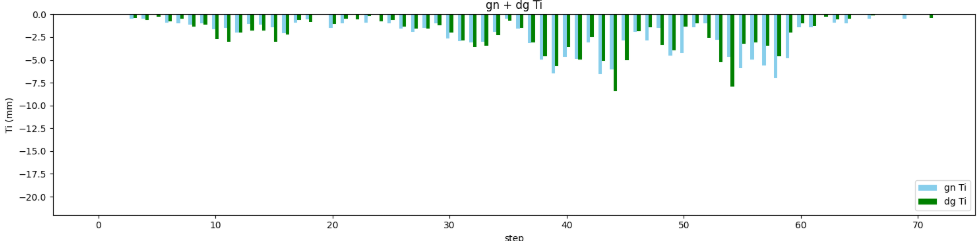 gn + dg Ti
0.0
−2.5
−5.0
−7.5
−10.0
−12.5
−15.0
−17.5
−20.0
Ti (mm)
gn Ti
dg Ti
0 10 20 30 40 50 60 70
step